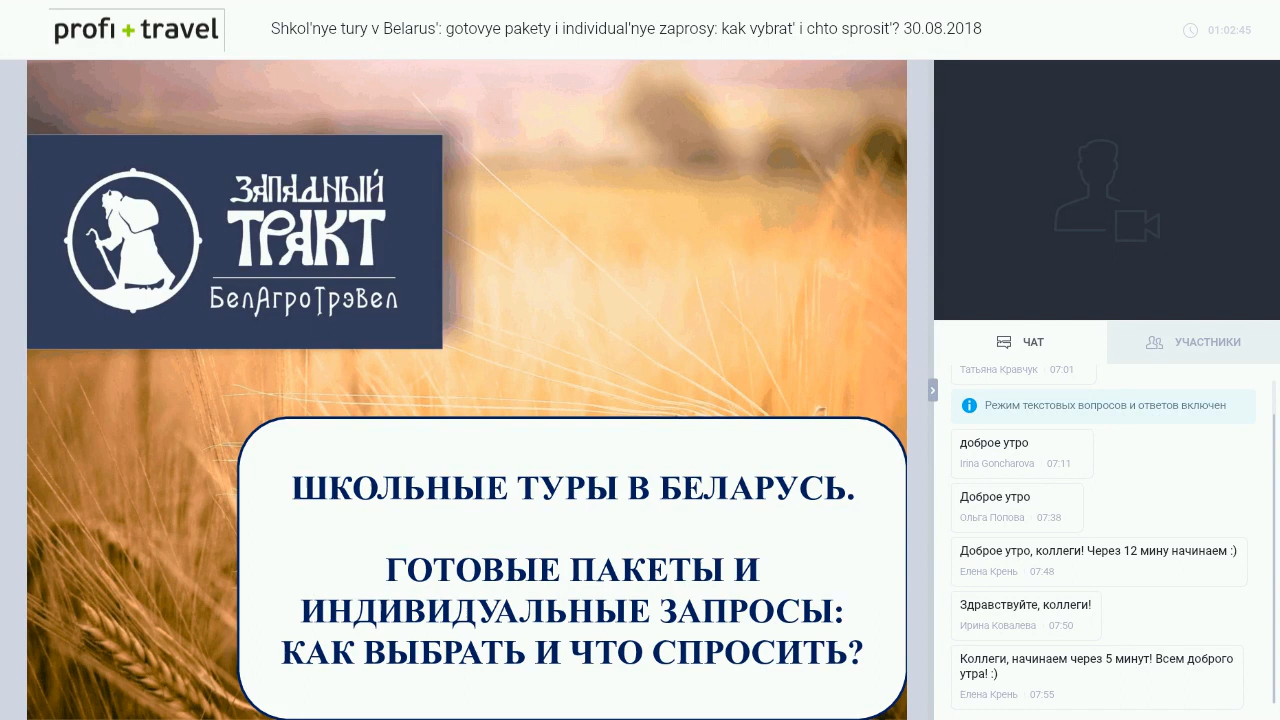 profi + travel
Shkol'nye tury v Belarus': gotovye pakety i individual'nye zaprosy: kak vybrat' i chto sprosit'? 30.08.2018
01:02:45
ЗАПАДНЫЙ
ТРАКТ
БелАгроТрэвел
ШКОЛЬНЫЕ ТУРЫ В БЕЛАРУСЬ.
ГОТОВЫЕ ПАКЕТЫ И
ИНДИВИДУАЛЬНЫЕ ЗАПРОСЫ:
КАК ВЫБРАТЬ И ЧТО СПРОСИТЬ?
ЧАТ
УЧАСТНИКИ
Татьяна Кравчук 07:01
Режим текстовых вопросов и ответов включен
доброе утро
Irina Goncharova 07:11
Доброе утро
Ольга Попова 07:38
Доброе утро, коллеги! Через 12 мину начинаем :)
Елена Крень 07:48
Здравствуйте, коллеги!
Ирина Ковалева 07:50
Коллеги, начинаем через 5 минут! Всем доброго
утра! :)
Елена Крень 07:55